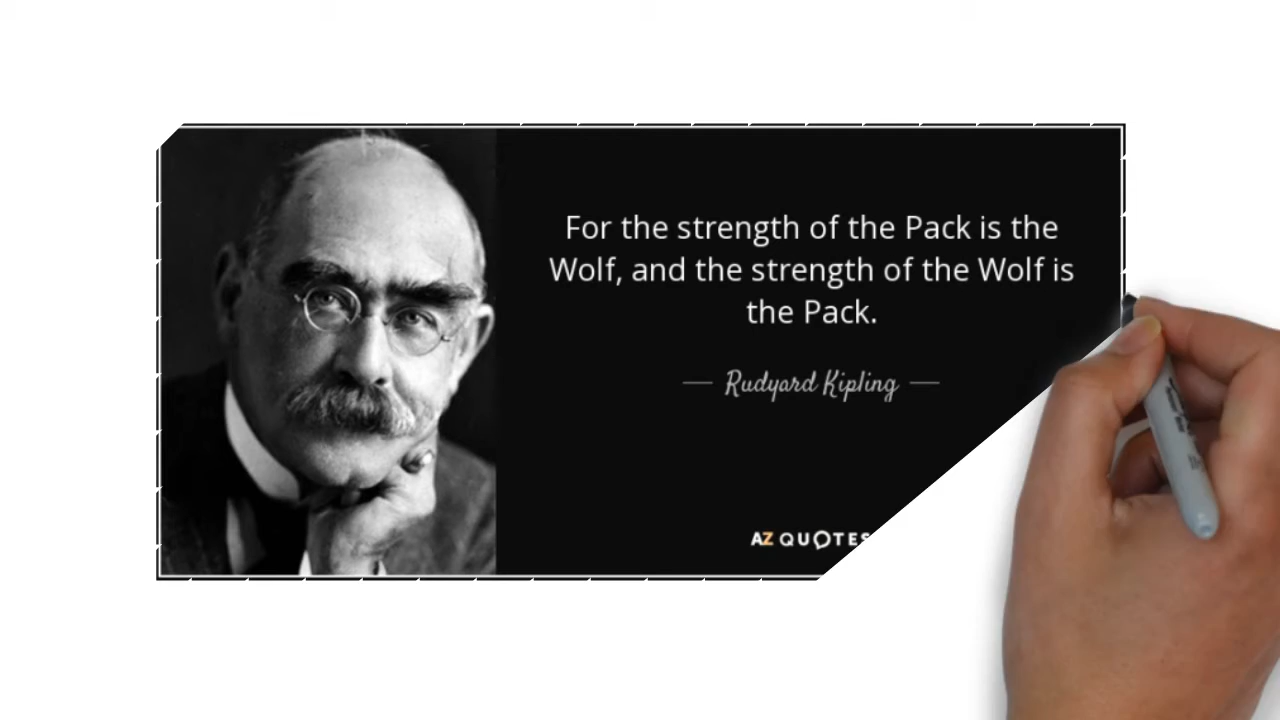 For the strength of the Pack is the
Wolf, and the strength of the Wolf is
the Pack.
Rudyard Kipling
AZ QUOTES